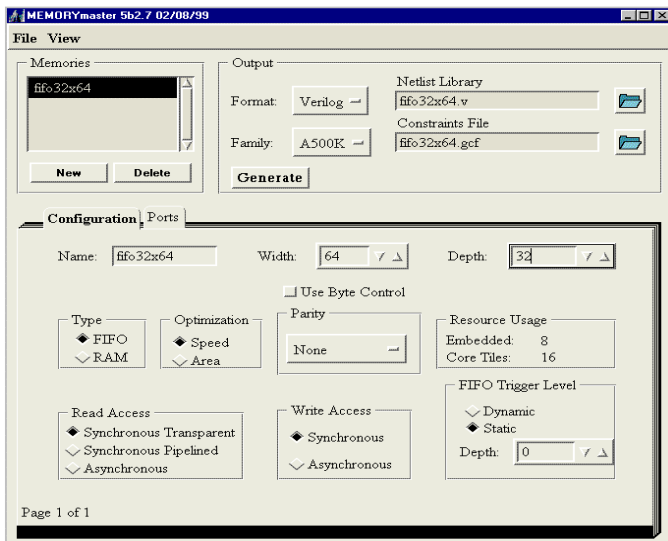 MEMORYmaster 5b2.7 02/08/99
File View
Memories
fifo32x64
New Delete
Output
Format: Verilog
Family: A500K
Netlist Library
fifo32x64.v
Constraints File
fifo32x64.gcf
Generate
Configuration Ports
Name: fifo32x64 Width: 64 Depth: 32
Use Byte Control
Type
FIFO
RAM
Optimization
Speed
Area
Parity
None
Resource Usage
Embedded: 8
Core Tiles: 16
Read Access
Synchronous Transparent
Synchronous Pipelined
Asynchronous
Write Access
Synchronous
Asynchronous
FIFO Trigger Level
Dynamic
Static
Depth: 0
Page 1 of 1